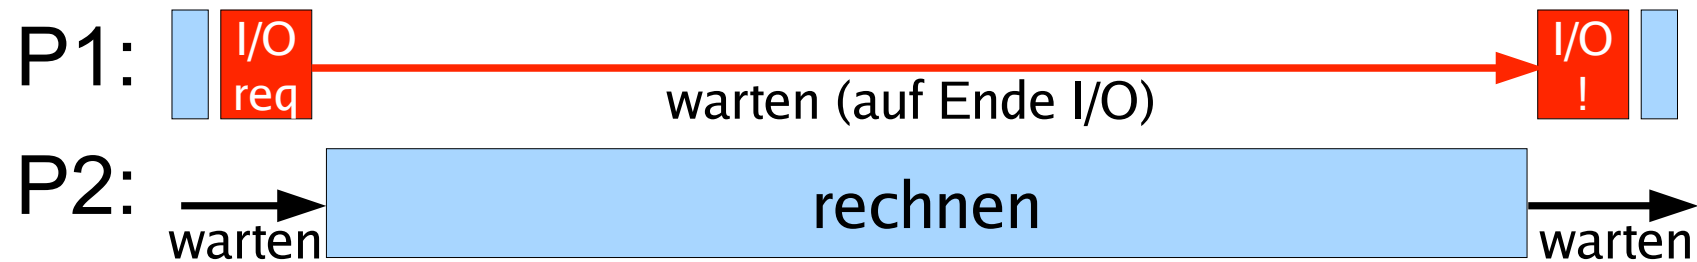 P1:
I/O
req
warten (auf Ende I/O)
I/O
!
P2:
warten
rechnen
warten